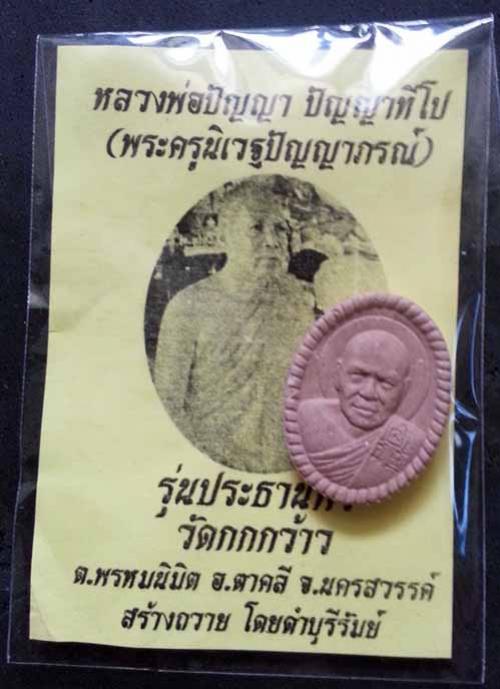 หลวงพ่อปัญญา ปัญญาทีโป
(พระครูนิเวฐปัญญาภรณ์)
รุ่นประธาน
วัดกกกว้าว
ต.พรหมนิมิต อ.ตาคลี จ.นครสวรรค์
สร้างถวาย โดยดำบุรีรัมย์